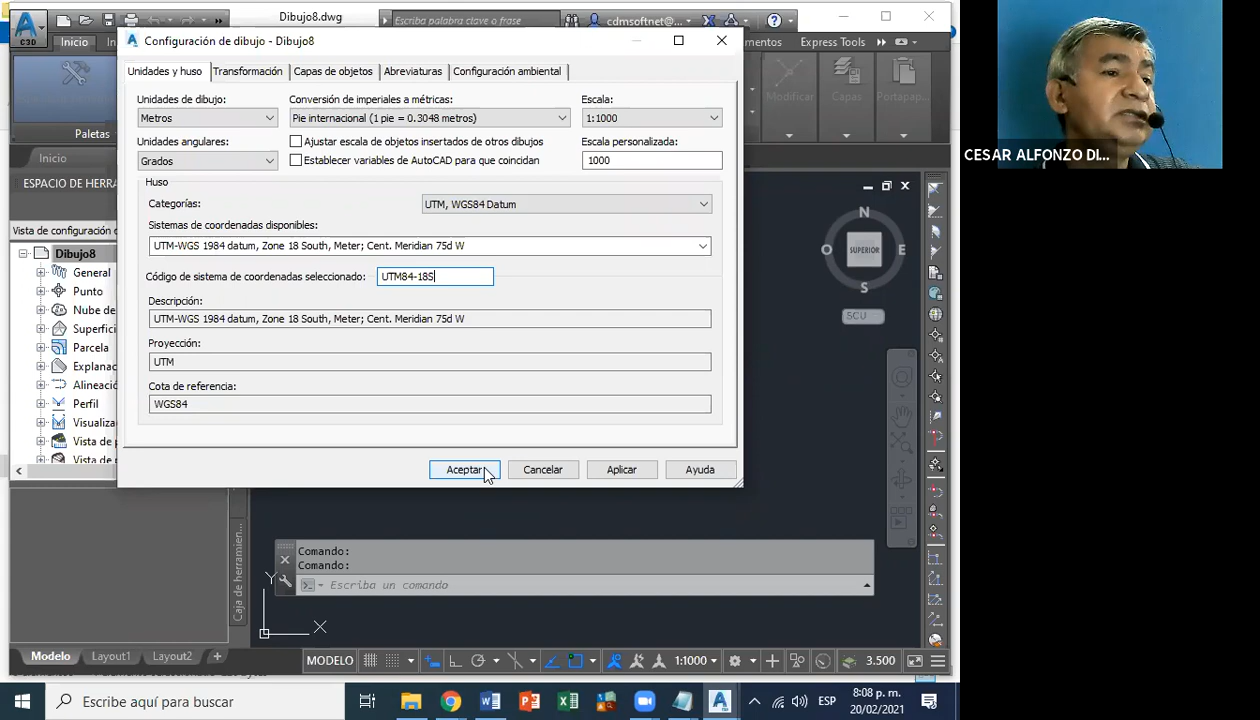 Dibujo8.dwg
Escriba palabra clave o frase
cdmsoftnet@...
C3D
Inicio
Express Tools
Configuración de dibujo - Dibujo8
Unidades y huso
Transformación
Capas de objetos
Abreviaturas
Configuración ambiental
Unidades de dibujo:
Conversión de imperiales a métricas:
Escala:
Metros
Pie internacional (1 pie = 0.3048 metros)
1:1000
Unidades angulares:
Ajustar escala de objetos insertados de otros dibujos
Escala personalizada:
Grados
Establecer variables de AutoCAD para que coincidan
1000
Huso
Categorías:
UTM, WGS84 Datum
Sistemas de coordenadas disponibles:
UTM-WGS 1984 datum, Zone 18 South, Meter; Cent. Meridian 75d W
Código de sistema de coordenadas seleccionado:
UTM84-18S
Descripción:
UTM-WGS 1984 datum, Zone 18 South, Meter; Cent. Meridian 75d W
Proyección:
UTM
Cota de referencia:
WGS84
Aceptar
Cancelar
Aplicar
Ayuda
Paletas
Modificar
Capas
Portapap...
Inicio
ESPACIO DE HERRA
Vista de configuración d
Dibujo8
General
Punto
Nube de
Superfici
Parcela
Explanac
Alineació
Perfil
Visualiza
Vista de p
Vista de p
Caja de herramien...
N
O
SUPERIOR
E
S
SCU
Comando:
Comando:
Escriba un comando
Y
X
Modelo
Layout1
Layout2
MODELO
1:1000
3.500
Escribe aquí para buscar
ESP
8:08 p. m.
20/02/2021
CESAR ALFONZO DI...